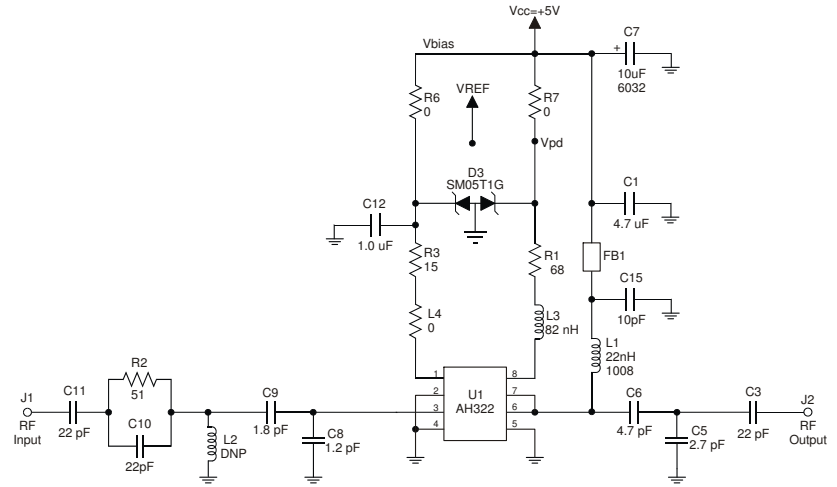 Vcc=+5V
Vbias
C7
+
10uF
6032
R6
0
VREF
R7
0
Vpd
D3
SM05T1G
C12
1.0 uF
C1
4.7 uF
R3
15
R1
68
FB1
L4
0
L3
82 nH
C15
10pF
L1
22nH
1008
R2
51
J1
RF
Input
C11
22 pF
C10
22pF
L2
DNP
C9
1.8 pF
C8
1.2 pF
1
2
3
4
U1
AH322
8
7
6
5
C6
4.7 pF
C5
2.7 pF
C3
22 pF
J2
RF
Output